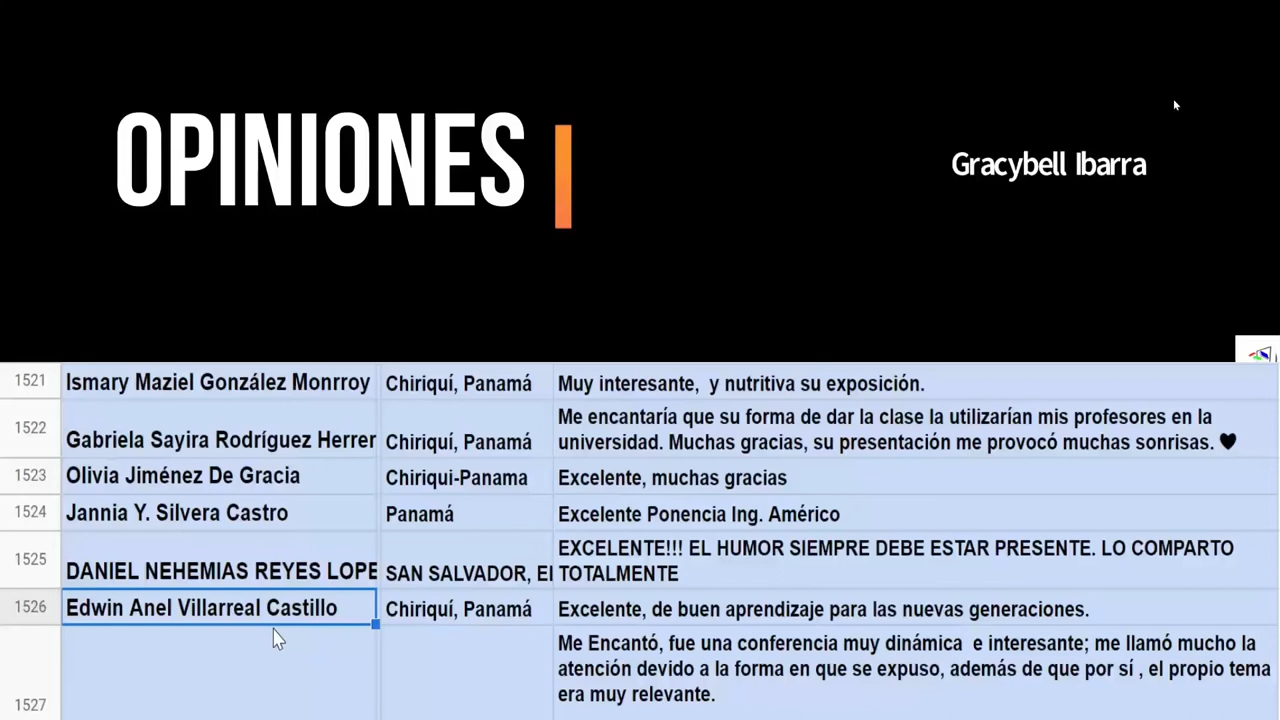 OPINIONES
Gracybell Ibarra
1521 Ismary Maziel González Monrroy Chiriquí, Panamá Muy interesante, y nutritiva su exposición.
1522 Gabriela Sayira Rodríguez Herrer Chiriquí, Panamá Me encantaría que su forma de dar la clase la utilizarían mis profesores en la
universidad. Muchas gracias, su presentación me provocó muchas sonrisas. ♥
1523 Olivia Jiménez De Gracia Chiriqui-Panama Excelente, muchas gracias
1524 Jannia Y. Silvera Castro Panamá Excelente Ponencia Ing. Américo
1525 DANIEL NEHEMIAS REYES LOPE SAN SALVADOR, El EXCELENTE!!! EL HUMOR SIEMPRE DEBE ESTAR PRESENTE. LO COMPARTO
TOTALMENTE
1526 Edwin Anel Villarreal Castillo Chiriquí, Panamá Excelente, de buen aprendizaje para las nuevas generaciones.
1527 Me Encantó, fue una conferencia muy dinámica e interesante; me llamó mucho la
atención devido a la forma en que se expuso, además de que por sí , el propio tema
era muy relevante.